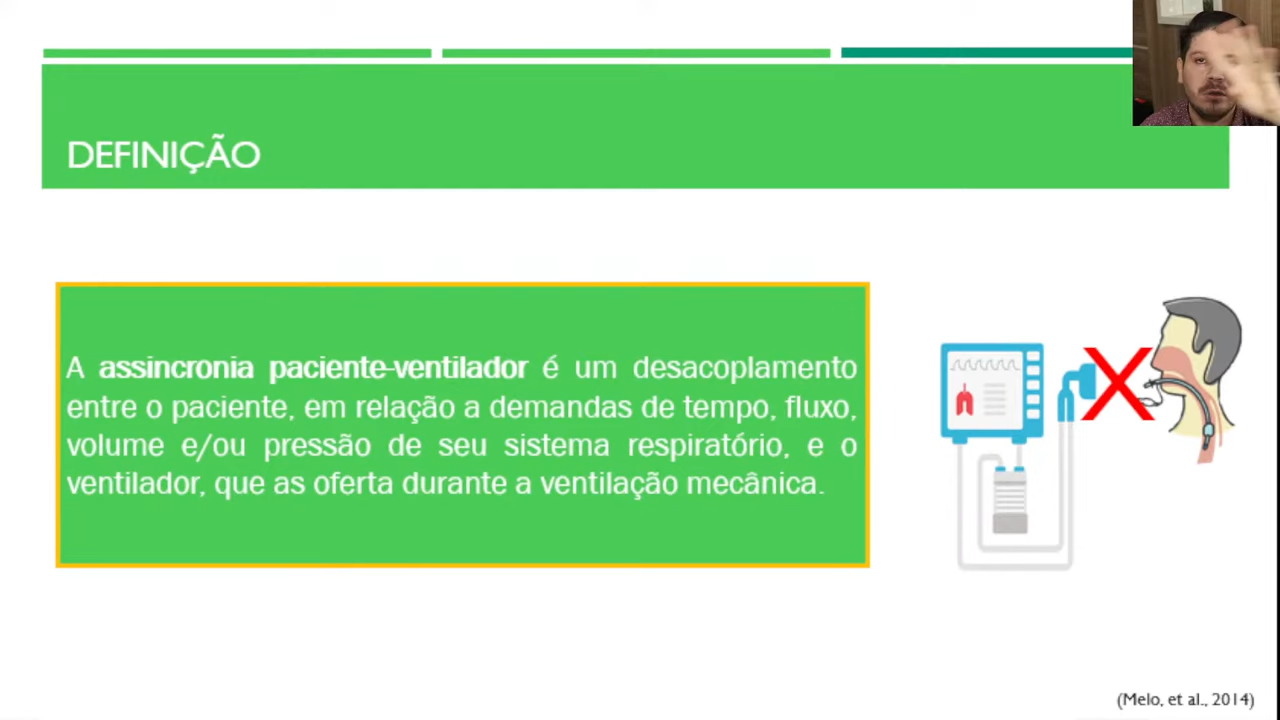 DEFINIÇÃO
A assincronia paciente-ventilador é um desacoplamento
entre o paciente, em relação a demandas de tempo, fluxo,
volume e/ou pressão de seu sistema respiratório, e o
ventilador, que as oferta durante a ventilação mecânica.
(Melo, et al., 2014)